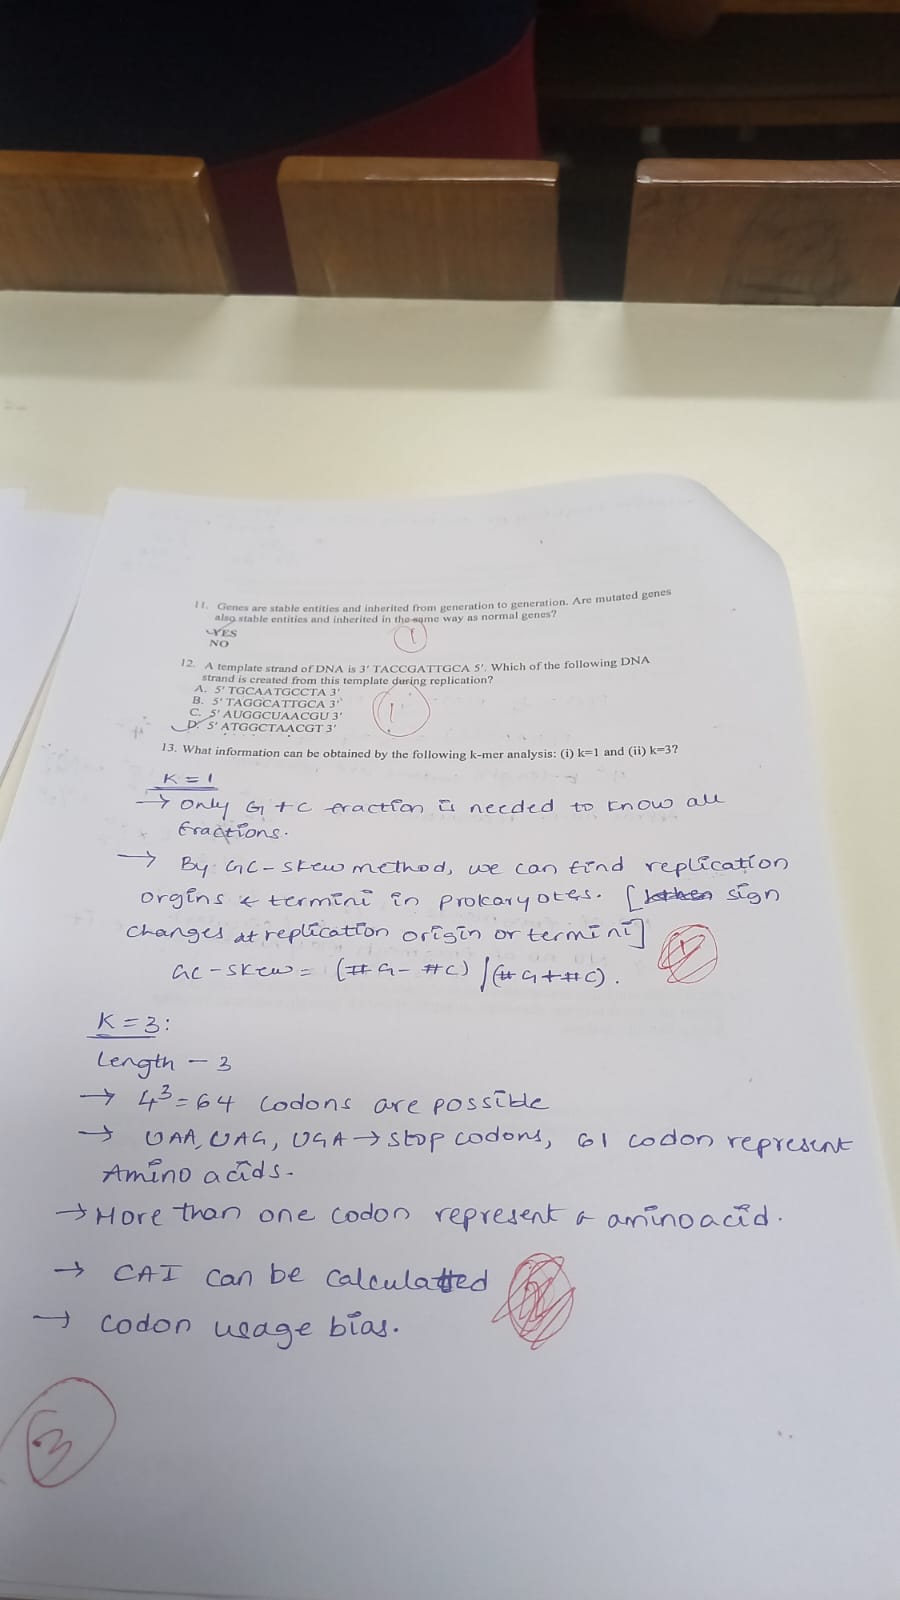 11. Genes are stable entities and inherited from generation to generation. Are mutated genes
also stable entities and inherited in the same way as normal genes?
YES
NO
1
12. A template strand of DNA is 3' TACCGATTGCA 5'. Which of the following DNA
strand is created from this template during replication?
A. 5' TGCAATGCCTA 3'
B. 5' TAGGCATTGCA 3'
C. 5' AUGGCUAACGU 3'
D. 5' ATGGCTAACGT 3'
1
13. What information can be obtained by the following k-mer analysis: (i) k=1 and (ii) k=3?
K = 1
→ Only G + C fraction is needed to know all
fractions.
→ By GC-skew method, we can find replication
orgins & termini in prokaryotes. [ sign
changes at replication origin or termini]
GC-skew = (#G - #C) / (#G + #C).
K = 3:
Length - 3
→ 4³ = 64 codons are possible
→ UAA, UAG, UGA → stop codons, 61 codon represent
Amino acids.
→ More than one codon represent a aminoacid.
→ CAI can be calculated
→ codon usage bias.
3